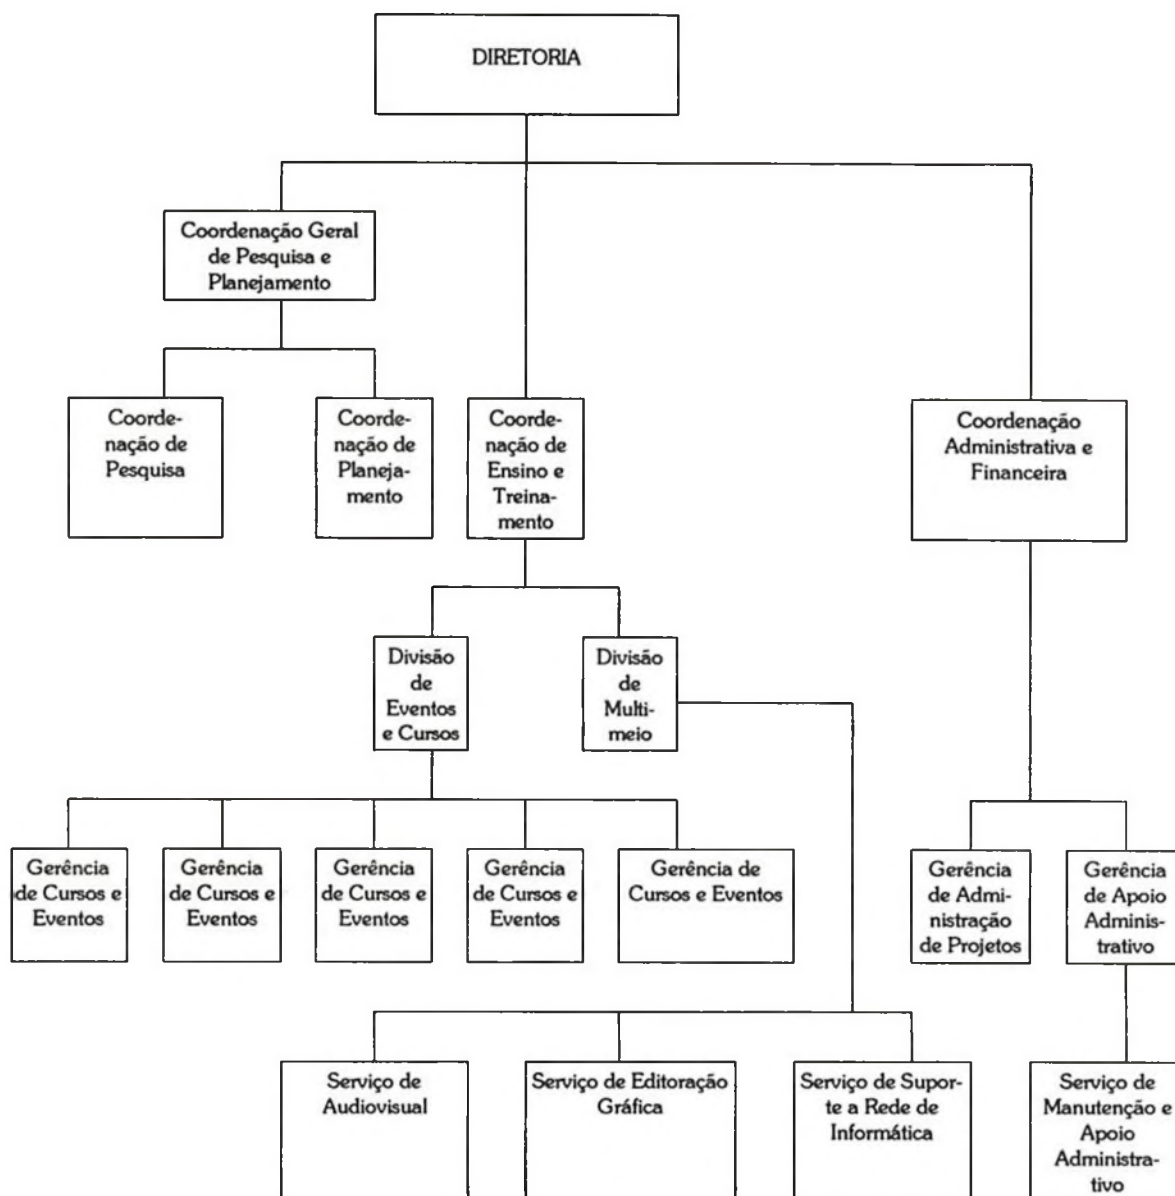 DIRETORIA
Coordenação Geral
de Pesquisa e
Planejamento
Coorde-
nação de
Pesquisa
Coorde-
nação de
Planeja-
mento
Coorde-
nação de
Ensino e
Treina-
mento
Coordenação
Administrativa e
Financeira
Divisão
de
Eventos
e Cursos
Divisão
de
Multi-
meio
Gerência
de Cursos e
Eventos
Gerência
de Cursos e
Eventos
Gerência
de Cursos e
Eventos
Gerência
de Cursos e
Eventos
Gerência de
Cursos e Eventos
Gerência
de Admi-
nistração
de Projetos
Gerência
de Apoio
Adminis-
trativo
Serviço de
Audiovisual
Serviço de Editoração
Gráfica
Serviço de Supor-
te a Rede de
Informática
Serviço de
Manutenção e
Apoio
Administra-
tivo